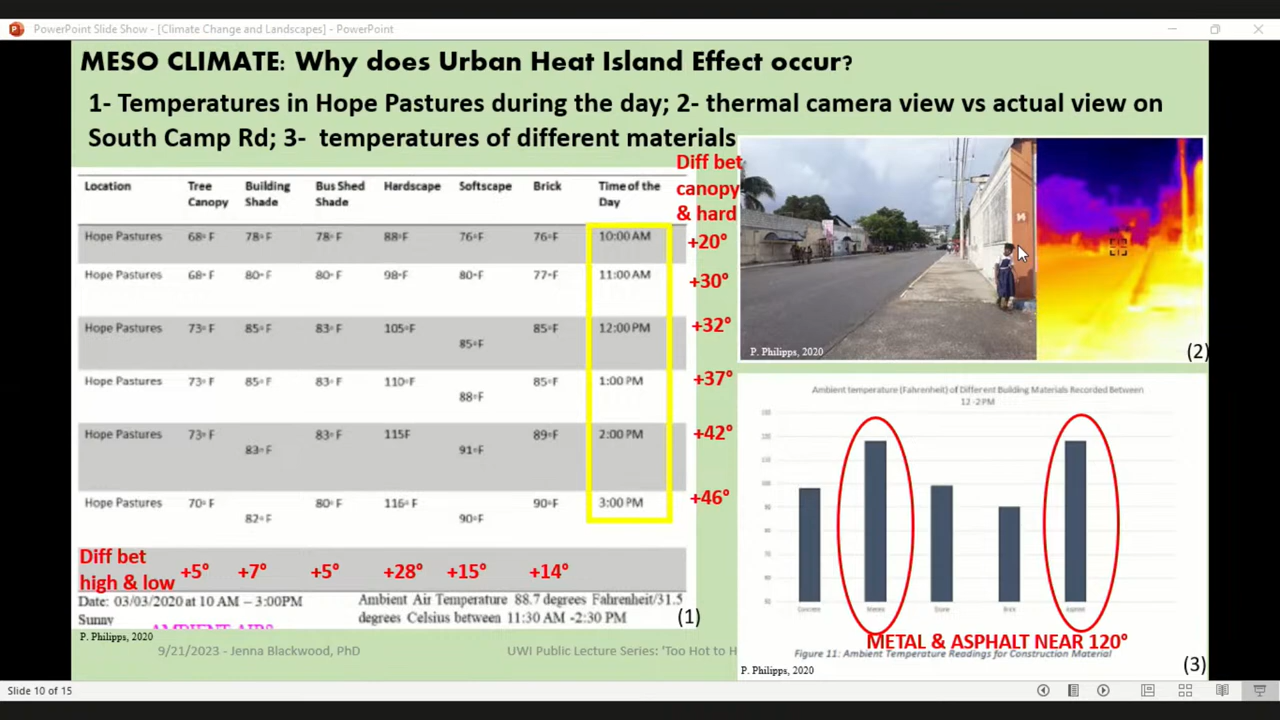 PowerPoint Slide Show - [Climate Change and Landscapes] - PowerPoint
MESO CLIMATE: Why does Urban Heat Island Effect occur?
1- Temperatures in Hope Pastures during the day; 2- thermal camera view vs actual view on
South Camp Rd; 3- temperatures of different materials
Diff bet
canopy
& hard
Location Tree Canopy Building Shade Bus Shed Shade Hardscape Softscape Brick Time of the Day
Hope Pastures 68°F 78°F 78°F 88°F 76°F 76°F 10:00 AM +20°
Hope Pastures 68°F 80°F 80°F 98°F 80°F 77°F 11:00 AM +30°
Hope Pastures 73°F 85°F 83°F 105°F 85°F 85°F 12:00 PM +32°
Hope Pastures 73°F 85°F 83°F 110°F 88°F 85°F 1:00 PM +37°
Hope Pastures 73°F 83°F 83°F 115F 91°F 89°F 2:00 PM +42°
Hope Pastures 70°F 82°F 80°F 116°F 90°F 90°F 3:00 PM +46°
Diff bet
high & low +5° +7° +5° +28° +15° +14°
Date: 03/03/2020 at 10 AM – 3:00PM
Sunny
Ambient Air Temperature 88.7 degrees Fahrenheit/31.5
degrees Celsius between 11:30 AM -2:30 PM
(1)
P. Philipps, 2020
P. Philipps, 2020
(2)
Ambient temperature (Fahrenheit) of Different Building Materials Recorded Between
12 -2PM
Concrete Metal Stone Brick Asphalt
METAL & ASPHALT NEAR 120°
Figure 11: Ambient Temperature Readings for Construction Material
P. Philipps, 2020
(3)
9/21/2023 - Jenna Blackwood, PhD
UWI Public Lecture Series: 'Too Hot to H
Slide 10 of 15